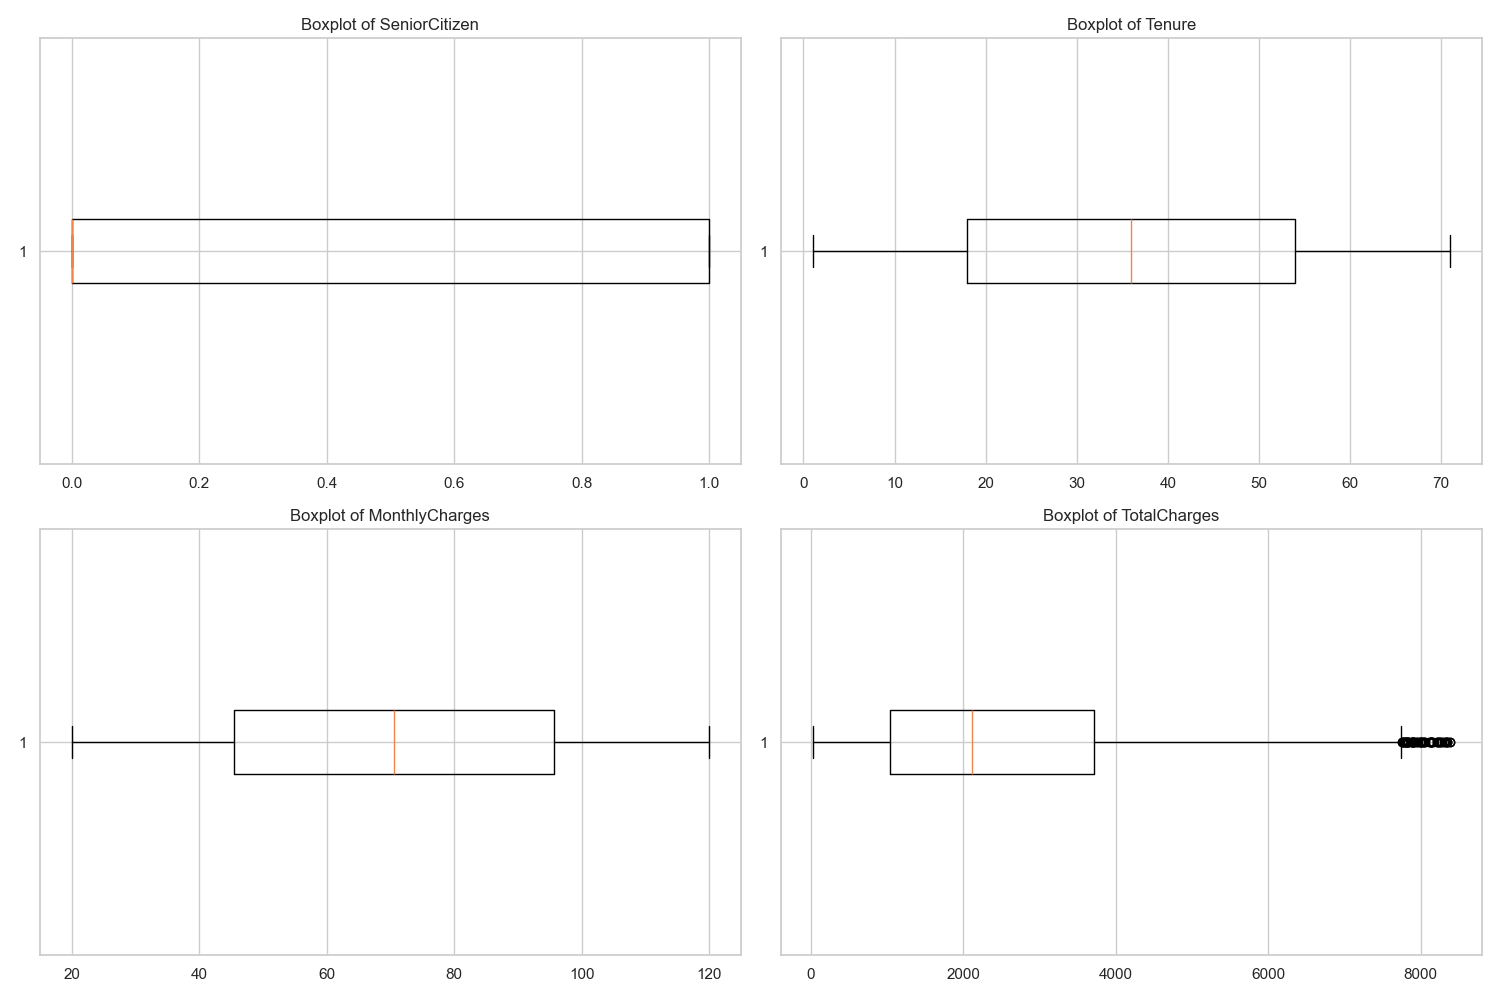 Boxplot of SeniorCitizen
1
0.0 0.2 0.4 0.6 0.8 1.0
Boxplot of Tenure
1
0 10 20 30 40 50 60 70
Boxplot of MonthlyCharges
1
20 40 60 80 100 120
Boxplot of TotalCharges
1
0 2000 4000 6000 8000